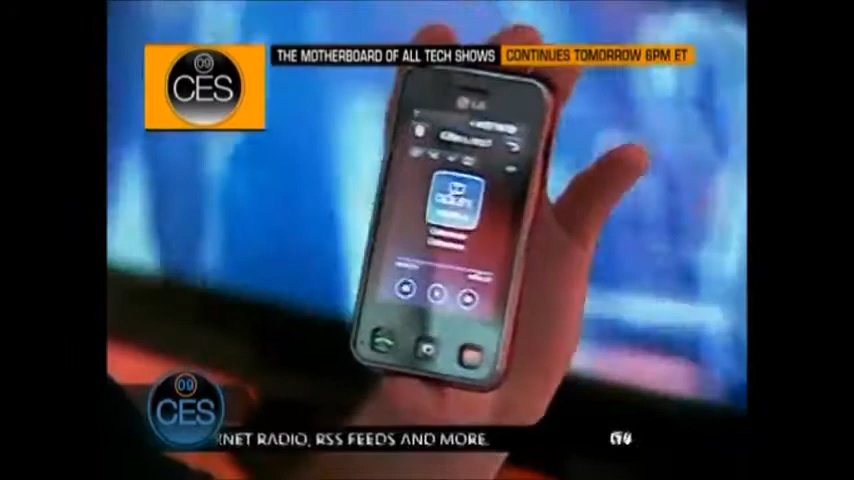 09
CES
THE MOTHERBOARD OF ALL TECH SHOWS CONTINUES TOMORROW 6PM ET
LG
09
CES
RNET RADIO, RSS FEEDS AND MORE.
G4